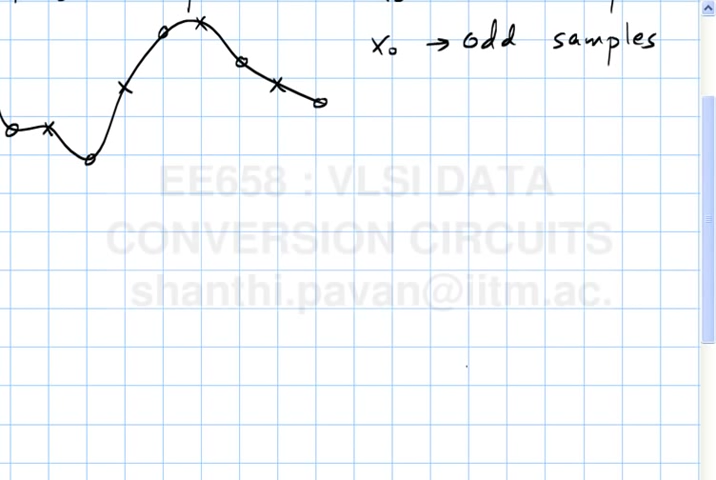 x₀ → odd samples
EE658 : VLSI DATA
CONVERSION CIRCUITS
shanthi.pavan@iitm.ac.